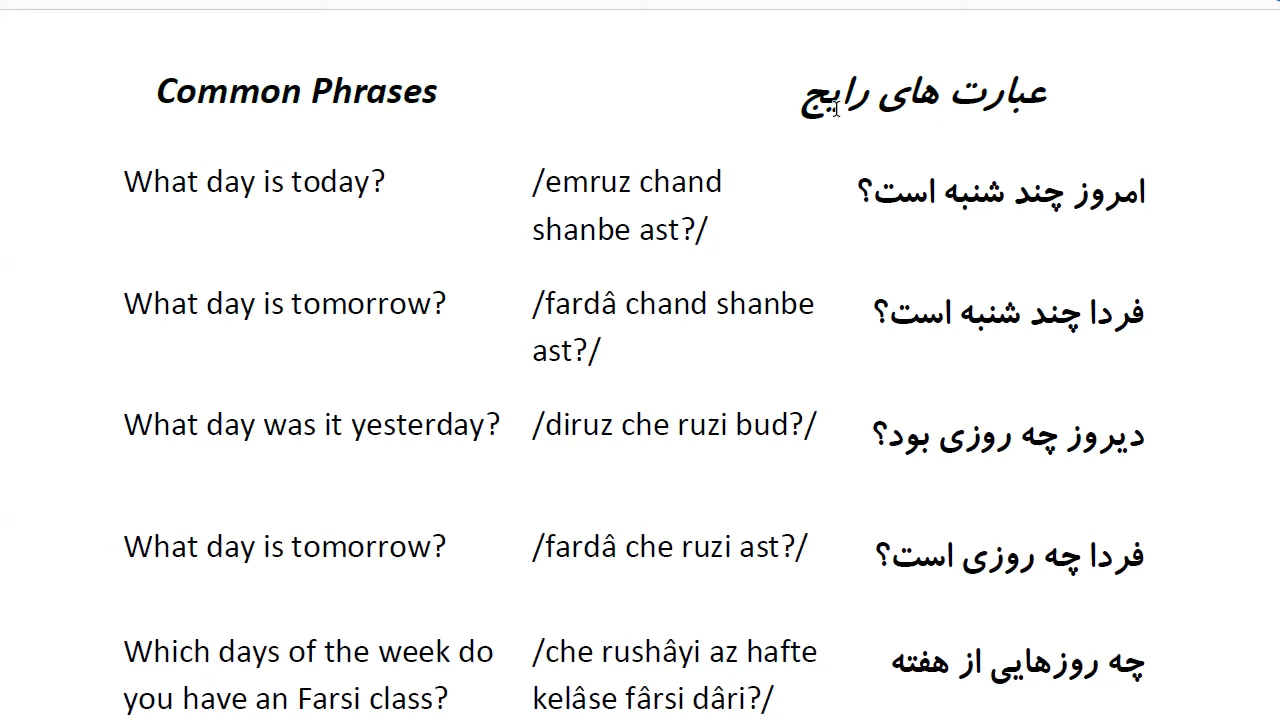 Common Phrases
عبارت های رایج
What day is today?
/emruz chand
shanbe ast?/
امروز چند شنبه است؟
What day is tomorrow?
/fardâ chand shanbe
ast?/
فردا چند شنبه است؟
What day was it yesterday?
/diruz che ruzi bud?/
دیروز چه روزی بود؟
What day is tomorrow?
/fardâ che ruzi ast?/
فردا چه روزی است؟
Which days of the week do
you have an Farsi class?
/che rushâyi az hafte
kelâse fârsi dâri?/
چه روزهایی از هفته